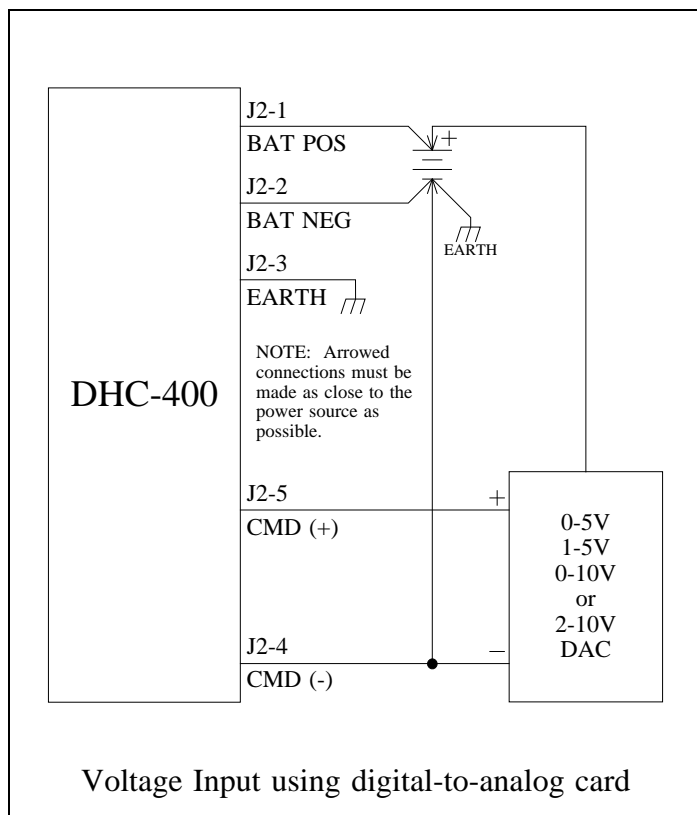 J2-1
BAT POS
+
J2-2
BAT NEG
EARTH
J2-3
EARTH
NOTE:  Arrowed
connections must be
made as close to the
power source as
possible.
DHC-400
J2-5
+
CMD (+)
0-5V
1-5V
0-10V
or
2-10V
DAC
J2-4
−
CMD (-)
Voltage Input using digital-to-analog card